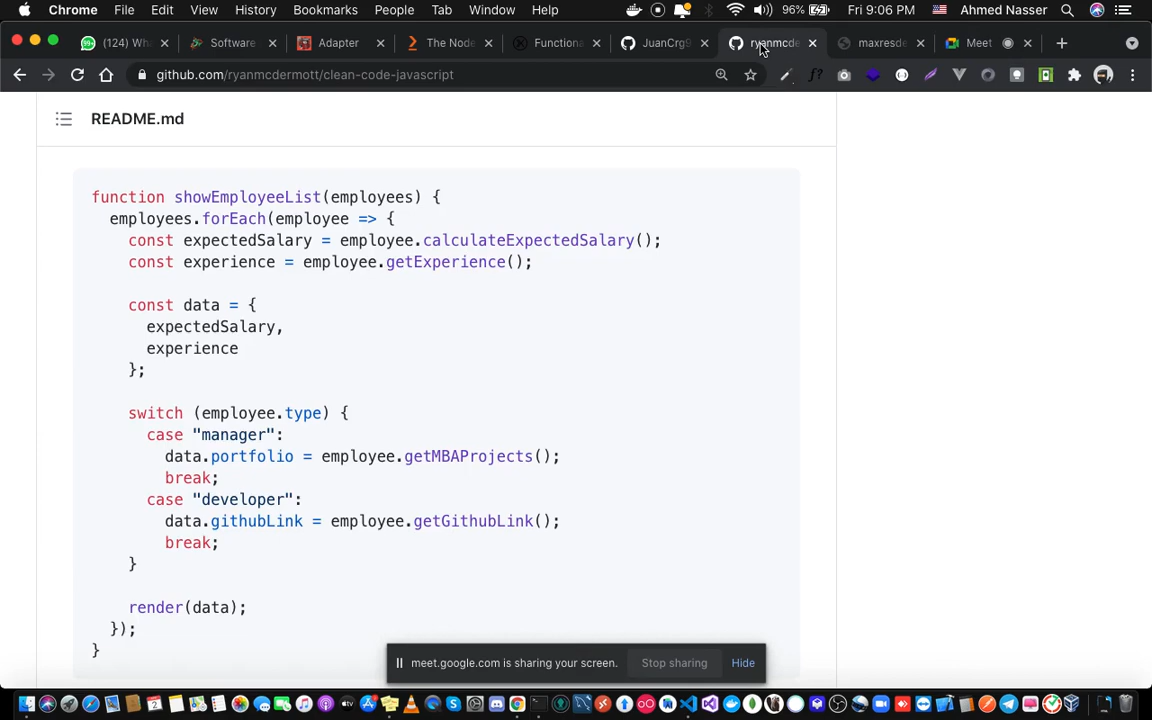 Chrome File Edit View History Bookmarks People Tab Window Help 96% Fri 9:06 PM Ahmed Nasser
(124) Wha Software Adapter The Node Functiona JuanCrg9 ryanmcde maxresde Meet
github.com/ryanmcdermott/clean-code-javascript
README.md
function showEmployeeList(employees) {
employees.forEach(employee => {
const expectedSalary = employee.calculateExpectedSalary();
const experience = employee.getExperience();
const data = {
expectedSalary,
experience
};
switch (employee.type) {
case "manager":
data.portfolio = employee.getMBAProjects();
break;
case "developer":
data.githubLink = employee.getGithubLink();
break;
}
render(data);
});
}
meet.google.com is sharing your screen. Stop sharing Hide